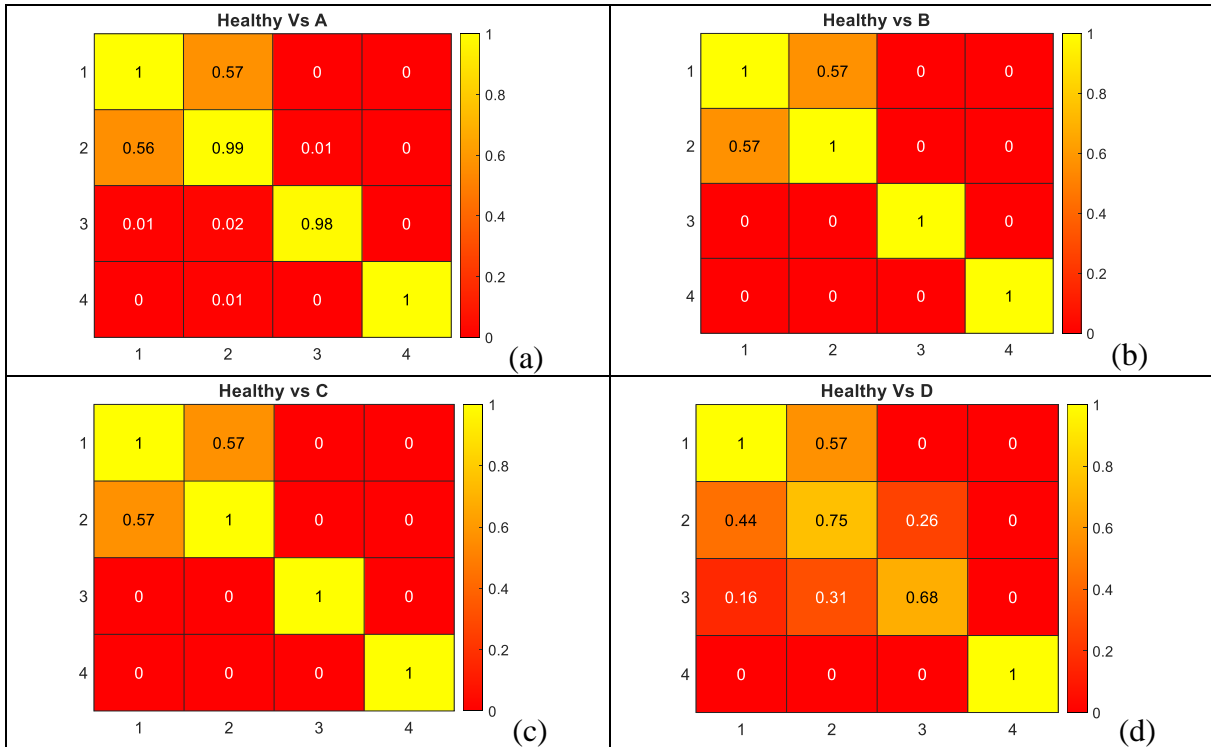 Healthy Vs A
1 1 0.57 0 0
2 0.56 0.99 0.01 0
3 0.01 0.02 0.98 0
4 0 0.01 0 1
1 2 3 4
1
0.8
0.6
0.4
0.2
0
(a)
Healthy vs B
1 1 0.57 0 0
2 0.57 1 0 0
3 0 0 1 0
4 0 0 0 1
1 2 3 4
1
0.8
0.6
0.4
0.2
0
(b)
Healthy vs C
1 1 0.57 0 0
2 0.57 1 0 0
3 0 0 1 0
4 0 0 0 1
1 2 3 4
1
0.8
0.6
0.4
0.2
0
(c)
Healthy Vs D
1 1 0.57 0 0
2 0.44 0.75 0.26 0
3 0.16 0.31 0.68 0
4 0 0 0 1
1 2 3 4
1
0.8
0.6
0.4
0.2
0
(d)